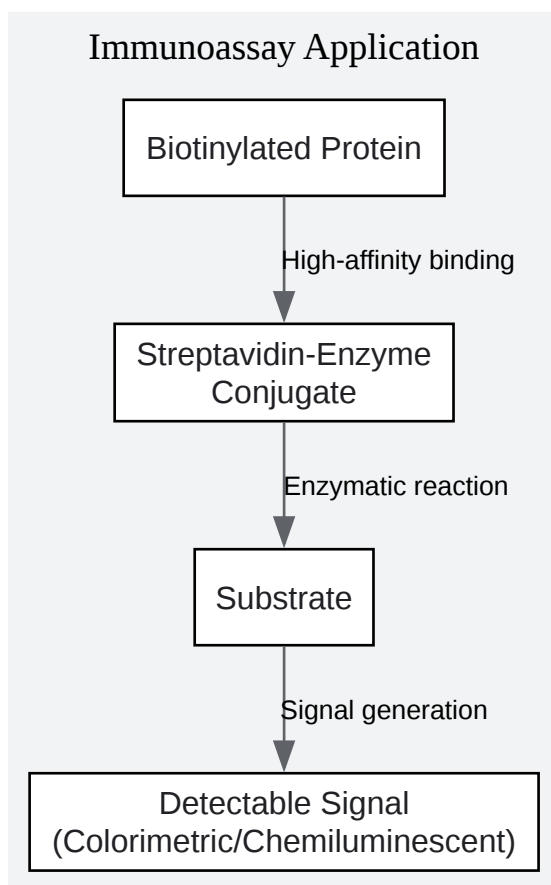 Immunoassay Application
Biotinylated Protein
High-affinity binding
Streptavidin-Enzyme
Conjugate
Enzymatic reaction
Substrate
Signal generation
Detectable Signal
(Colorimetric/Chemiluminescent)